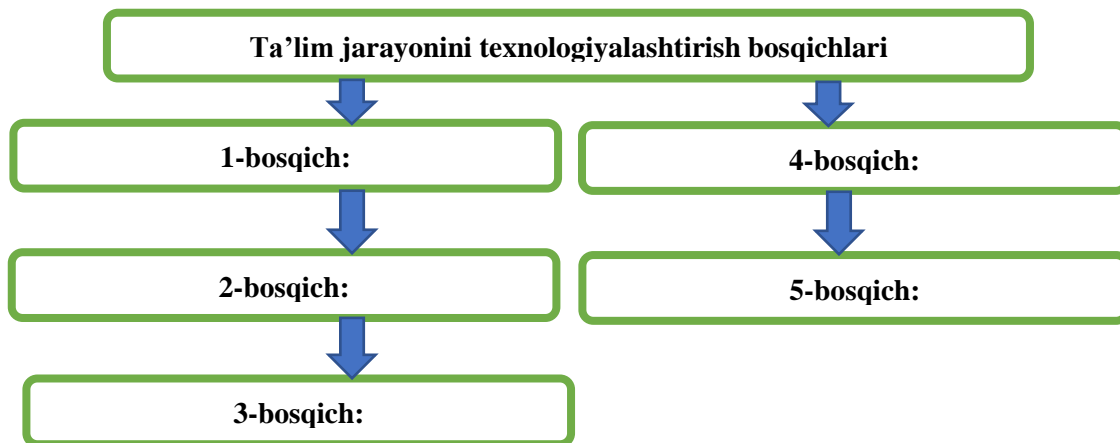 Ta’lim jarayonini texnologiyalashtirish bosqichlari
1-bosqich:
2-bosqich:
3-bosqich:
4-bosqich:
5-bosqich: